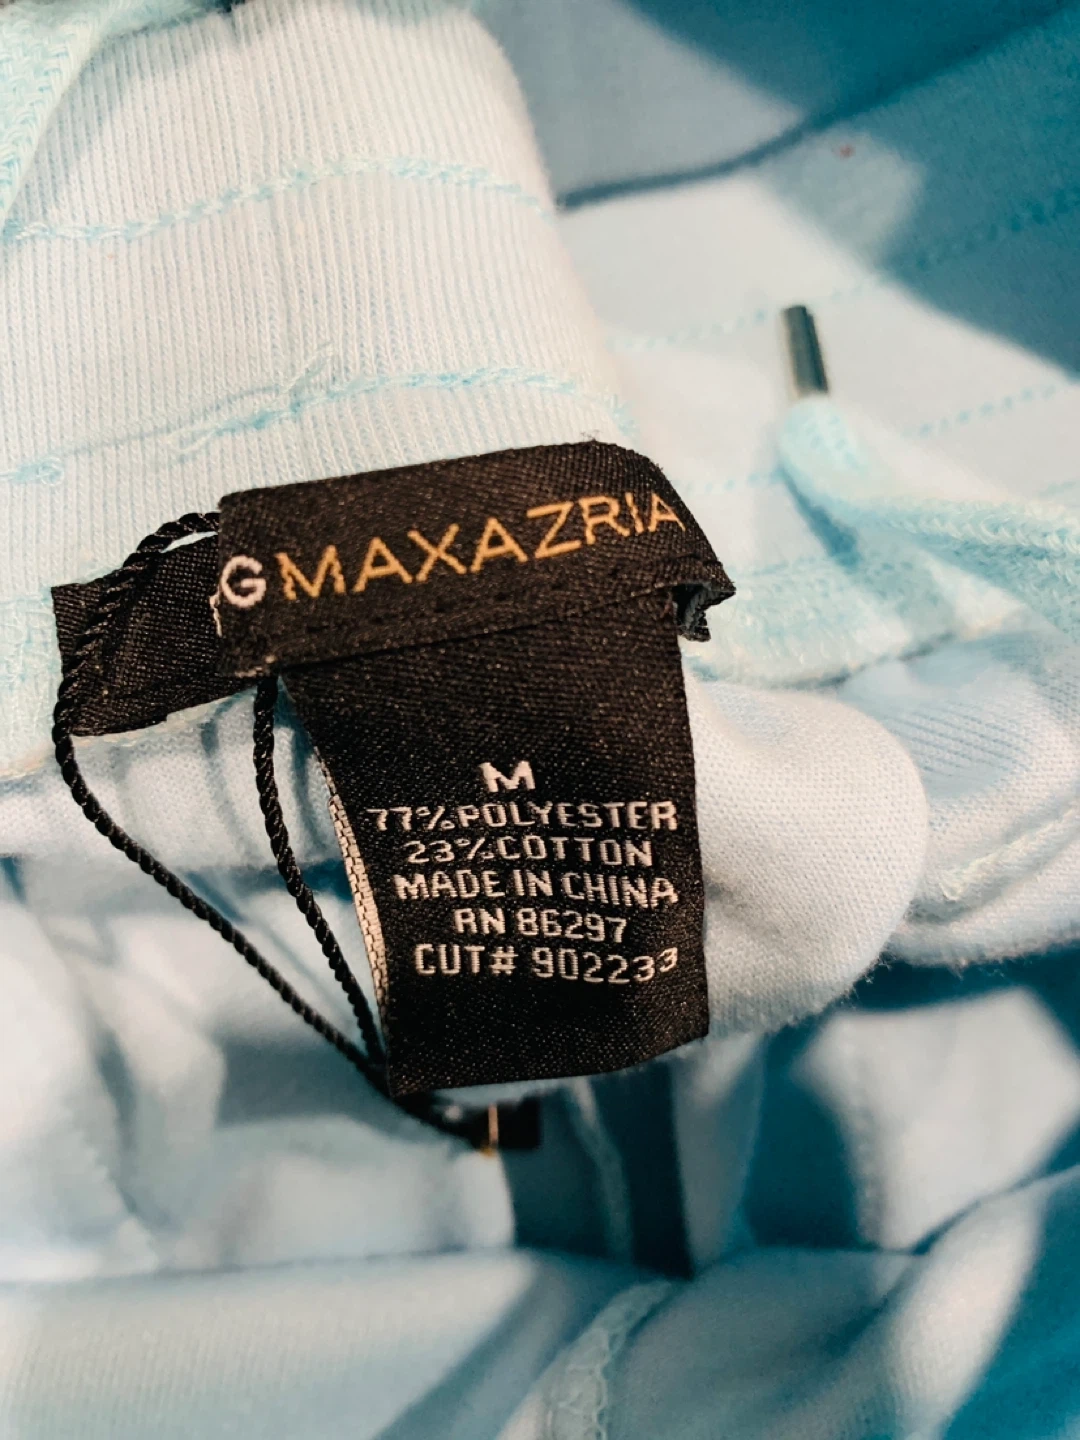 GMAXAZRIA
M
77%POLYESTER
23%COTTON
MADE IN CHINA
RN 86297
CUT# 902233